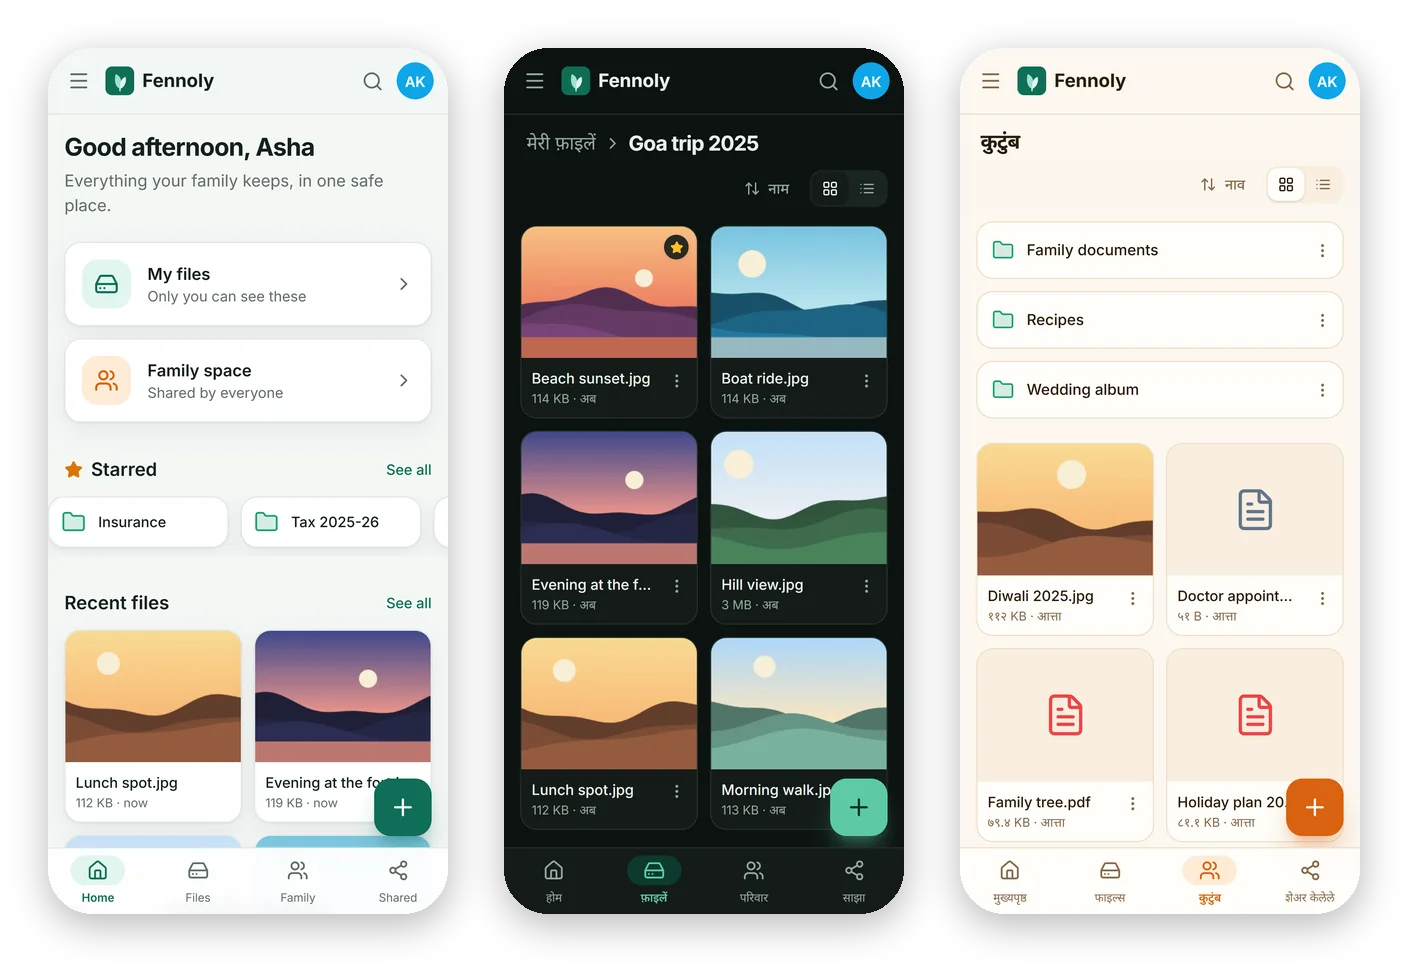 Fennoly
AK
Good afternoon, Asha
Everything your family keeps, in one safe
place.
My files
Only you can see these
Family space
Shared by everyone
Starred
See all
Insurance
Tax 2025-26
Recent files
See all
Lunch spot.jpg
112 KB · now
Evening at the
119 KB · now
Home
Files
Family
Shared
Fennoly
AK
मेरी फ़ाइलें > Goa trip 2025
नाम
Beach sunset.jpg
114 KB · अब
Boat ride.jpg
114 KB · अब
Evening at the f...
119 KB · अब
Hill view.jpg
3 MB · अब
Lunch spot.jpg
112 KB · अब
Morning walk.jp
113 KB · अब
होम
फ़ाइलें
परिवार
साझा
Fennoly
AK
कुटुंब
नाव
Family documents
Recipes
Wedding album
Diwali 2025.jpg
११२ KB · आत्ता
Doctor appoint...
५१ B · आत्ता
Family tree.pdf
७९.४ KB · आत्ता
Holiday plan 20.
८१.१ KB · आत्ता
मुख्यपृष्ठ
फाइल्स
कुटुंब
शेअर केलेले